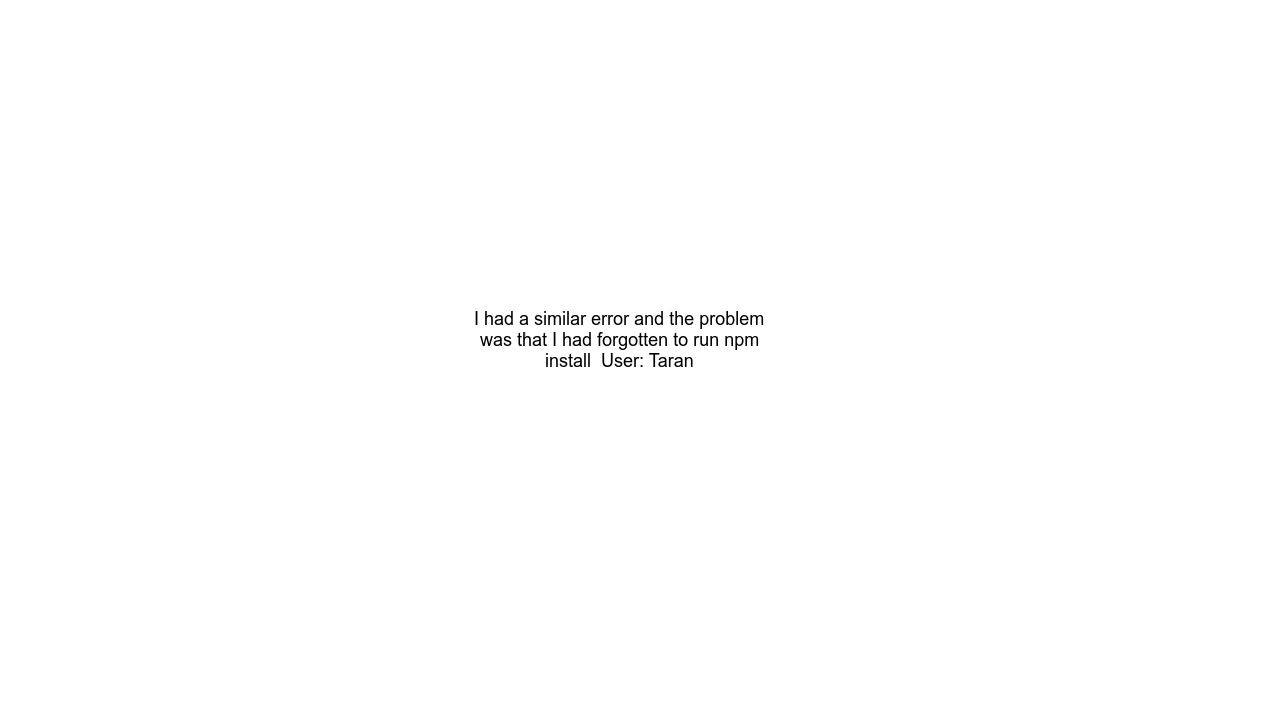 I had a similar error and the problem
was that I had forgotten to run npm
install  User: Taran